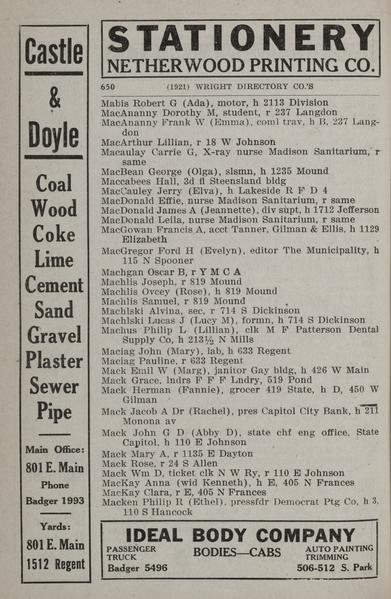 Castle
&
Doyle
Coal
Wood
Coke
Lime
Cement
Sand
Gravel
Plaster
Sewer
Pipe
Main Office:
801 E. Main
Phone
Badger 1993
Yards:
801 E. Main
1512 Regent
STATIONERY
NETHERWOOD PRINTING CO.
650 (1921) WRIGHT DIRECTORY CO.'S
Mabis Robert G (Ada), motor, h 2113 Division
MacAnanny Dorothy M, student, r 237 Langdon
MacAnanny Frank W (Emma), coml trav, h B, 237 Lang-
don
MacArthur Lillian, r 18 W Johnson
Macaulay Carrie G, X-ray nurse Madison Sanitarium, r
same
MacBean George (Olga), slsmn, h 1235 Mound
Maccabees Hall, 3d fl Steensland bldg
MacCauley Jerry (Elva), h Lakeside R F D 4
MacDonald Effie, nurse Madison Sanitarium, r same
MacDonald James A (Jeannette), div supt, h 1712 Jefferson
MacDonald Leila, nurse Madison Sanitarium, r same
MacGowan Francis A, acct Tanner, Gilman & Ellis, h 1129
Elizabeth
MacGregor Ford H (Evelyn), editor The Municipality, h
115 N Spooner
Machgan Oscar B, r Y M C A
Machlis Joseph, r 819 Mound
Machlis Ovcey (Rose), h 819 Mound
Machlis Samuel, r 819 Mound
Machlski Alvina, sec, r 714 S Dickinson
Machlski Lucas J (Lucy M), formn, h 714 S Dickinson
Machus Philip L (Lillian), clk M F Patterson Dental
Supply Co, h 213½ N Mills
Maciag John (Mary), lab, h 633 Regent
Maciag Pauline, r 633 Regent
Mack Emil W (Marg), janitor Gay bldg, h 426 W Main
Mack Grace, lndrs F F F Lndry, 519 Pond
Mack Herman (Fannie), grocer 419 State, h D, 450 W
Gilman
Mack Jacob A Dr (Rachel), pres Capitol City Bank, h 211
Monona av
Mack John G D (Abby D), state chf eng office, State
Capitol, h 110 E Johnson
Mack Mary A, r 1135 E Dayton
Mack Rose, r 24 S Allen
Mack Wm D, ticket clk N W Ry, r 110 E Johnson
MacKay Anna (wid Kenneth), h E, 405 N Frances
MacKay Clara, r E, 405 N Frances
Macken Philip R (Ethel), pressfdr Democrat Ptg Co, h 3,
110 S Hancock
IDEAL BODY COMPANY
PASSENGER
TRUCK
Badger 5496
BODIES—CABS
AUTO PAINTING
TRIMMING
506-512 S. Park